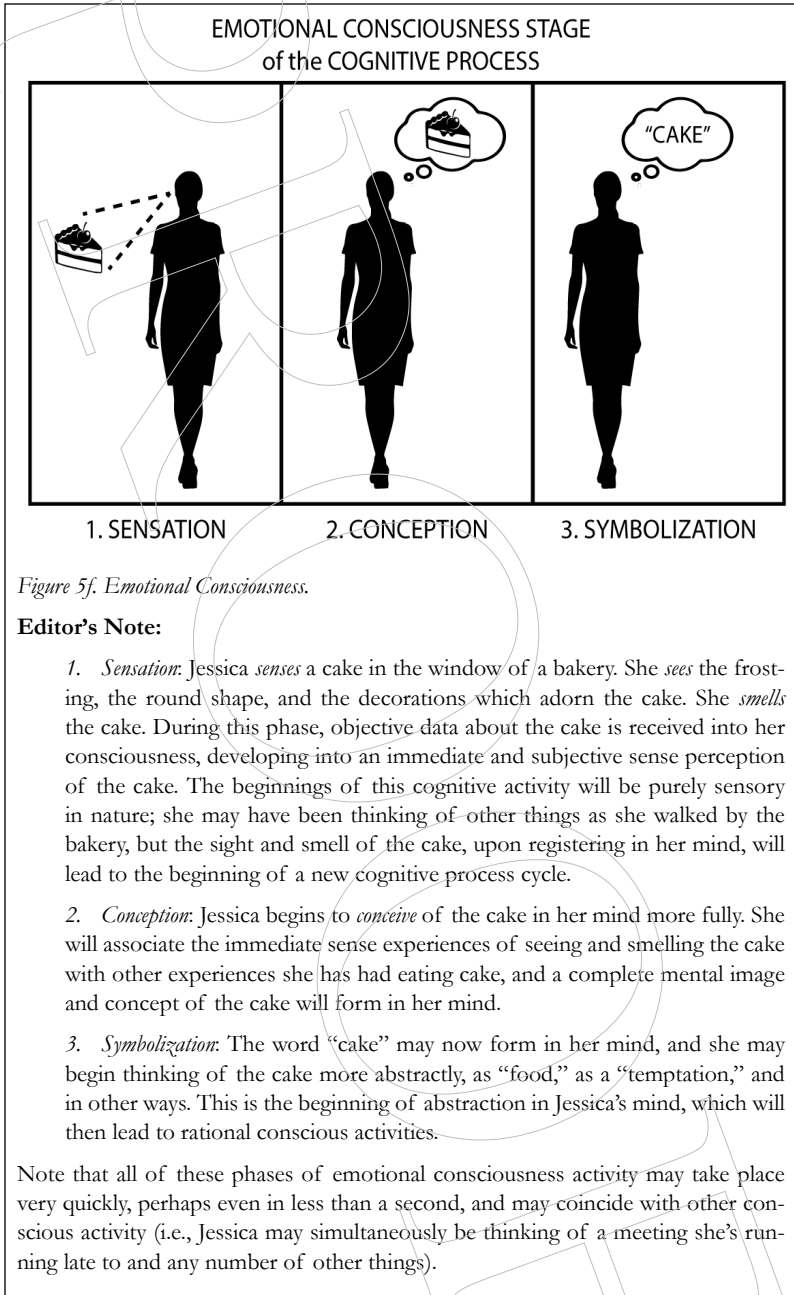 EMOTIONAL CONSCIOUSNESS STAGE
of the COGNITIVE PROCESS
"CAKE"
1. SENSATION
2. CONCEPTION
3. SYMBOLIZATION
Figure 5f. Emotional Consciousness.
Editor's Note:
1. Sensation: Jessica senses a cake in the window of a bakery. She sees the frost-
ing, the round shape, and the decorations which adorn the cake. She smells
the cake. During this phase, objective data about the cake is received into her
consciousness, developing into an immediate and subjective sense perception
of the cake. The beginnings of this cognitive activity will be purely sensory
in nature; she may have been thinking of other things as she walked by the
bakery, but the sight and smell of the cake, upon registering in her mind, will
lead to the beginning of a new cognitive process cycle.
2. Conception: Jessica begins to conceive of the cake in her mind more fully. She
will associate the immediate sense experiences of seeing and smelling the cake
with other experiences she has had eating cake, and a complete mental image
and concept of the cake will form in her mind.
3. Symbolization: The word “cake” may now form in her mind, and she may
begin thinking of the cake more abstractly, as “food,” as a “temptation,” and
in other ways. This is the beginning of abstraction in Jessica's mind, which will
then lead to rational conscious activities.
Note that all of these phases of emotional consciousness activity may take place
very quickly, perhaps even in less than a second, and may coincide with other con-
scious activity (i.e., Jessica may simultaneously be thinking of a meeting she's run-
ning late to and any number of other things).